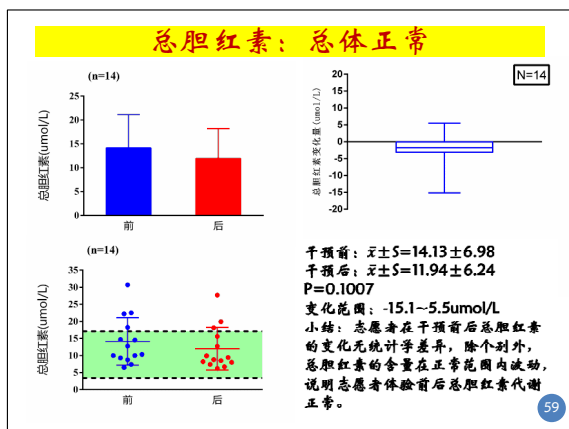 总胆红素：总体正常
(n=14)
总胆红素(umol/L)
25
20
15
10
5
0
前
后
N=14
总胆红素变化量(umol/L)
20
15
10
5
0
-5
-10
-15
-20
(n=14)
总胆红素(umol/L)
35
30
25
20
15
10
5
0
前
后
干预前：x̄±S=14.13±6.98
干预后：x̄±S=11.94±6.24
P=0.1007
变化范围：-15.1~5.5umol/L
小结：志愿者在干预前后总胆红素
的变化无统计学差异，除个别外，
总胆红素的含量在正常范围内波动，
说明志愿者体验前后总胆红素代谢
正常。
59